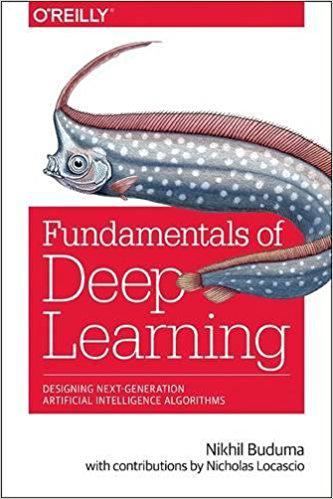 O'REILLY®
Fundamentals of
Deep
Learning
DESIGNING NEXT-GENERATION
ARTIFICIAL INTELLIGENCE ALGORITHMS
Nikhil Buduma
with contributions by Nicholas Locascio